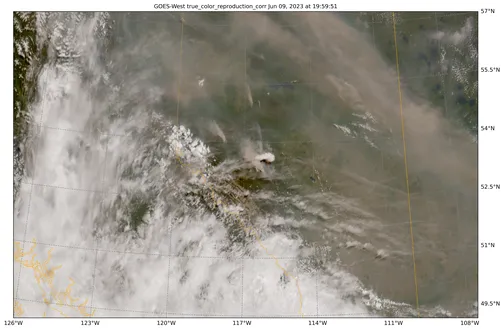 GOES-West true_color_reproduction_corr Jun 09, 2023 at 19:59:51
57°N
55.5°N
54°N
52.5°N
51°N
49.5°N
126°W 123°W 120°W 117°W 114°W 111°W 108°W